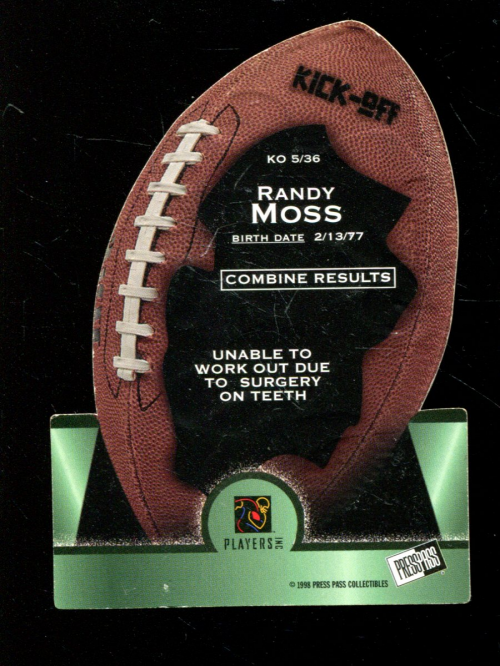 KICK-OFF
KO 5/36
RANDY
MOSS
BIRTH DATE 2/13/77
COMBINE RESULTS
UNABLE TO
WORK OUT DUE
TO SURGERY
ON TEETH
PLAYERS INC
© 1998 PRESS PASS COLLECTIBLES
PRESS PASS